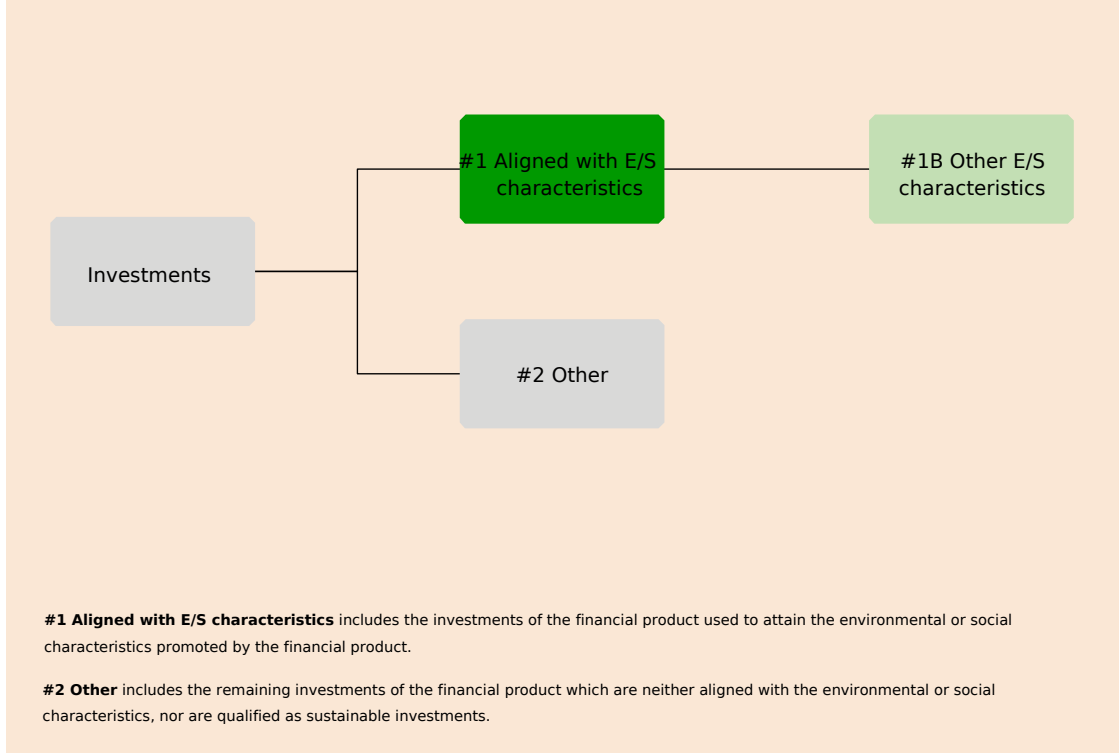 #1 Aligned with E/S
characteristics
#1B Other E/S
characteristics
Investments
#2 Other
#1 Aligned with E/S characteristics includes the investments of the financial product used to attain the environmental or social
characteristics promoted by the financial product.
#2 Other includes the remaining investments of the financial product which are neither aligned with the environmental or social
characteristics, nor are qualified as sustainable investments.